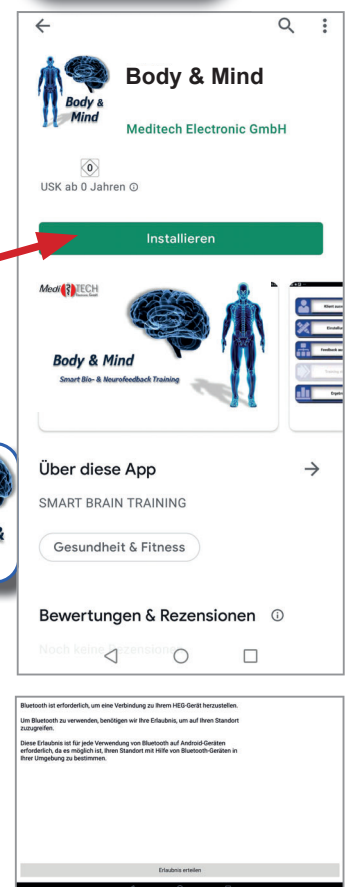 Body & Mind
Body &
Mind
Meditech Electronic GmbH
0
USK ab 0 Jahren
Installieren
MediTECH
Body & Mind
Smart Bio- & Neurofeedback Training
Über diese App
SMART BRAIN TRAINING
Gesundheit & Fitness
&
Bewertungen & Rezensionen
Noch keine Rezensionen
Bluetooth ist erforderlich, um eine Verbindung zu Ihrem HEG-Gerät herzustellen.
Um Bluetooth zu verwenden, benötigen wir Ihre Erlaubnis, um auf Ihren Standort
zuzugreifen.
Diese Erlaubnis ist für jede Verwendung von Bluetooth auf Android-Geräten
erforderlich, da es möglich ist, Ihren Standort mit Hilfe von Bluetooth-Geräten in
Ihrer Umgebung zu bestimmen.
Erlaubnis erteilen